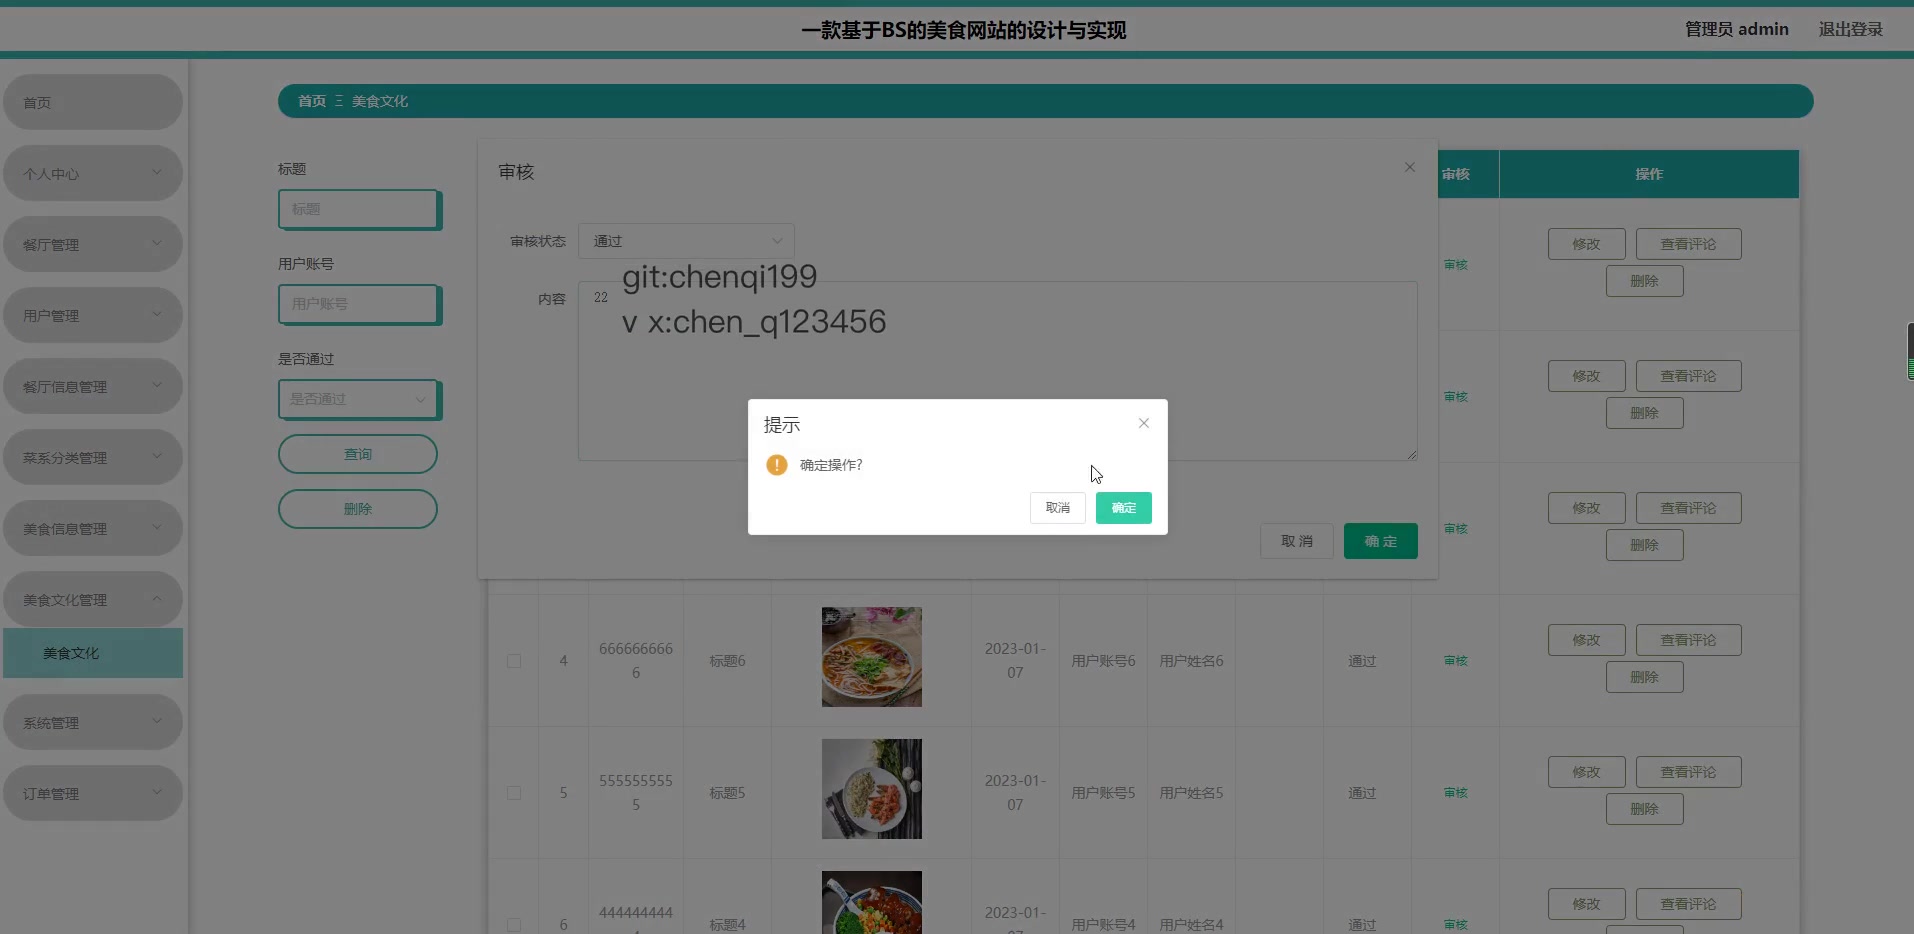 一款基于BS的美食网站的设计与实现
管理员 admin
退出登录
首页
个人中心
餐厅管理
用户管理
餐厅信息管理
菜系分类管理
美食信息管理
美食文化管理
美食文化
系统管理
订单管理
首页 美食文化
标题
标题
用户账号
用户账号
是否通过
是否通过
查询
删除
审核
审核状态 通过
内容 22
git:chenqi199
v x:chen_q123456
取 消 确 定
提示
确定操作?
取消 确定
审核 操作
审核 修改 查看评论
删除
审核 修改 查看评论
删除
审核 修改 查看评论
删除
4 666666666 标题6 2023-01- 用户账号6 用户姓名6 通过 审核 修改 查看评论
6 07 删除
5 555555555 标题5 2023-01- 用户账号5 用户姓名5 通过 审核 修改 查看评论
5 07 删除
6 444444444 标题4 2023-01- 用户账号4 用户姓名4 通过 审核 修改 查看评论